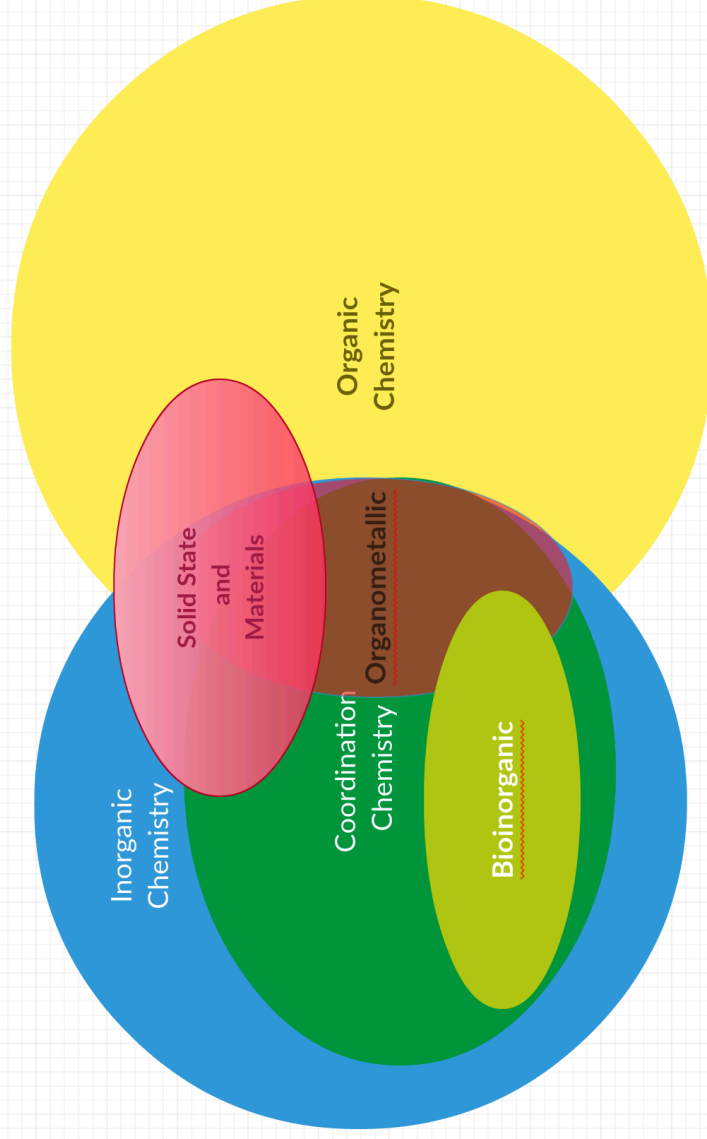 Inorganic
Chemistry
Solid State
and
Materials
Organic
Chemistry
Coordination
Chemistry
Organometallic
Bioinorganic